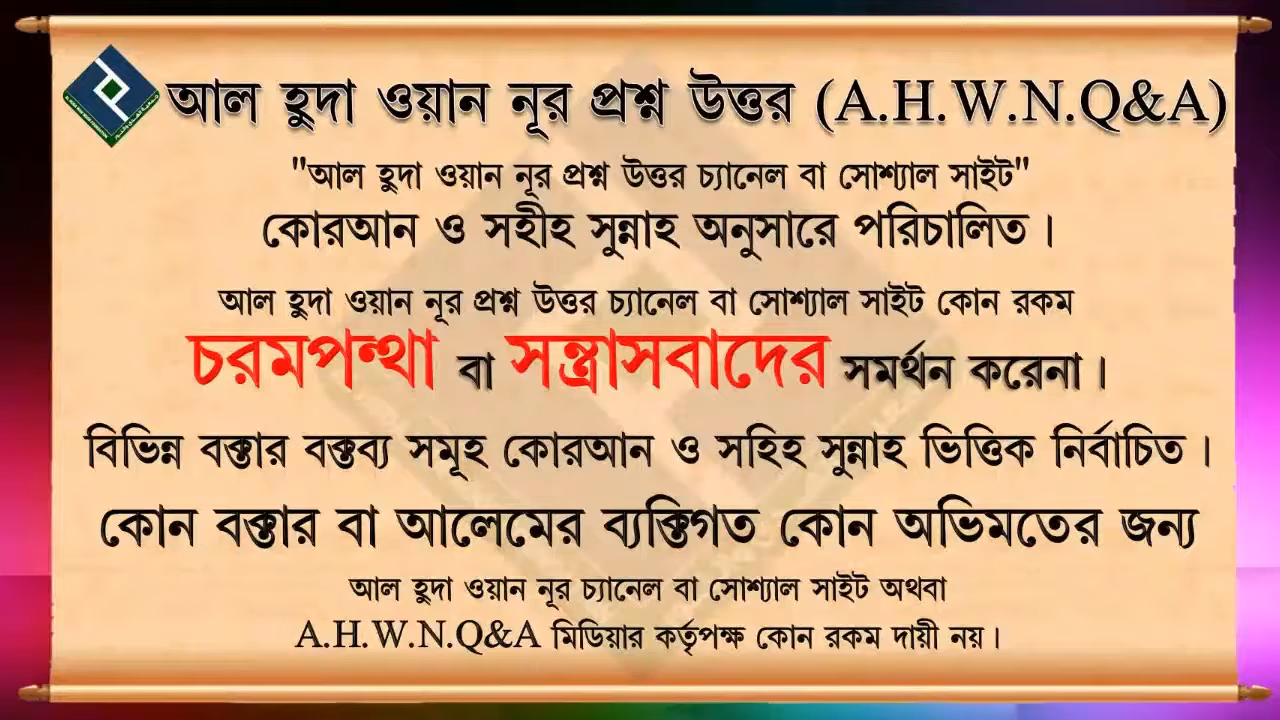 আল হুদা ওয়ান নূর প্রশ্ন উত্তর (A.H.W.N.Q&A)
"আল হুদা ওয়ান নূর প্রশ্ন উত্তর চ্যানেল বা সোশ্যাল সাইট"
কোরআন ও সহীহ সুন্নাহ অনুসারে পরিচালিত।
আল হুদা ওয়ান নূর প্রশ্ন উত্তর চ্যানেল বা সোশ্যাল সাইট কোন রকম
চরমপন্থা বা সন্ত্রাসবাদের সমর্থন করেনা।
বিভিন্ন বক্তার বক্তব্য সমূহ কোরআন ও সহিহ সুন্নাহ ভিত্তিক নির্বাচিত।
কোন বক্তার বা আলেমের ব্যক্তিগত কোন অভিমতের জন্য
আল হুদা ওয়ান নূর চ্যানেল বা সোশ্যাল সাইট অথবা
A.H.W.N.Q&A মিডিয়ার কর্তৃপক্ষ কোন রকম দায়ী নয়।